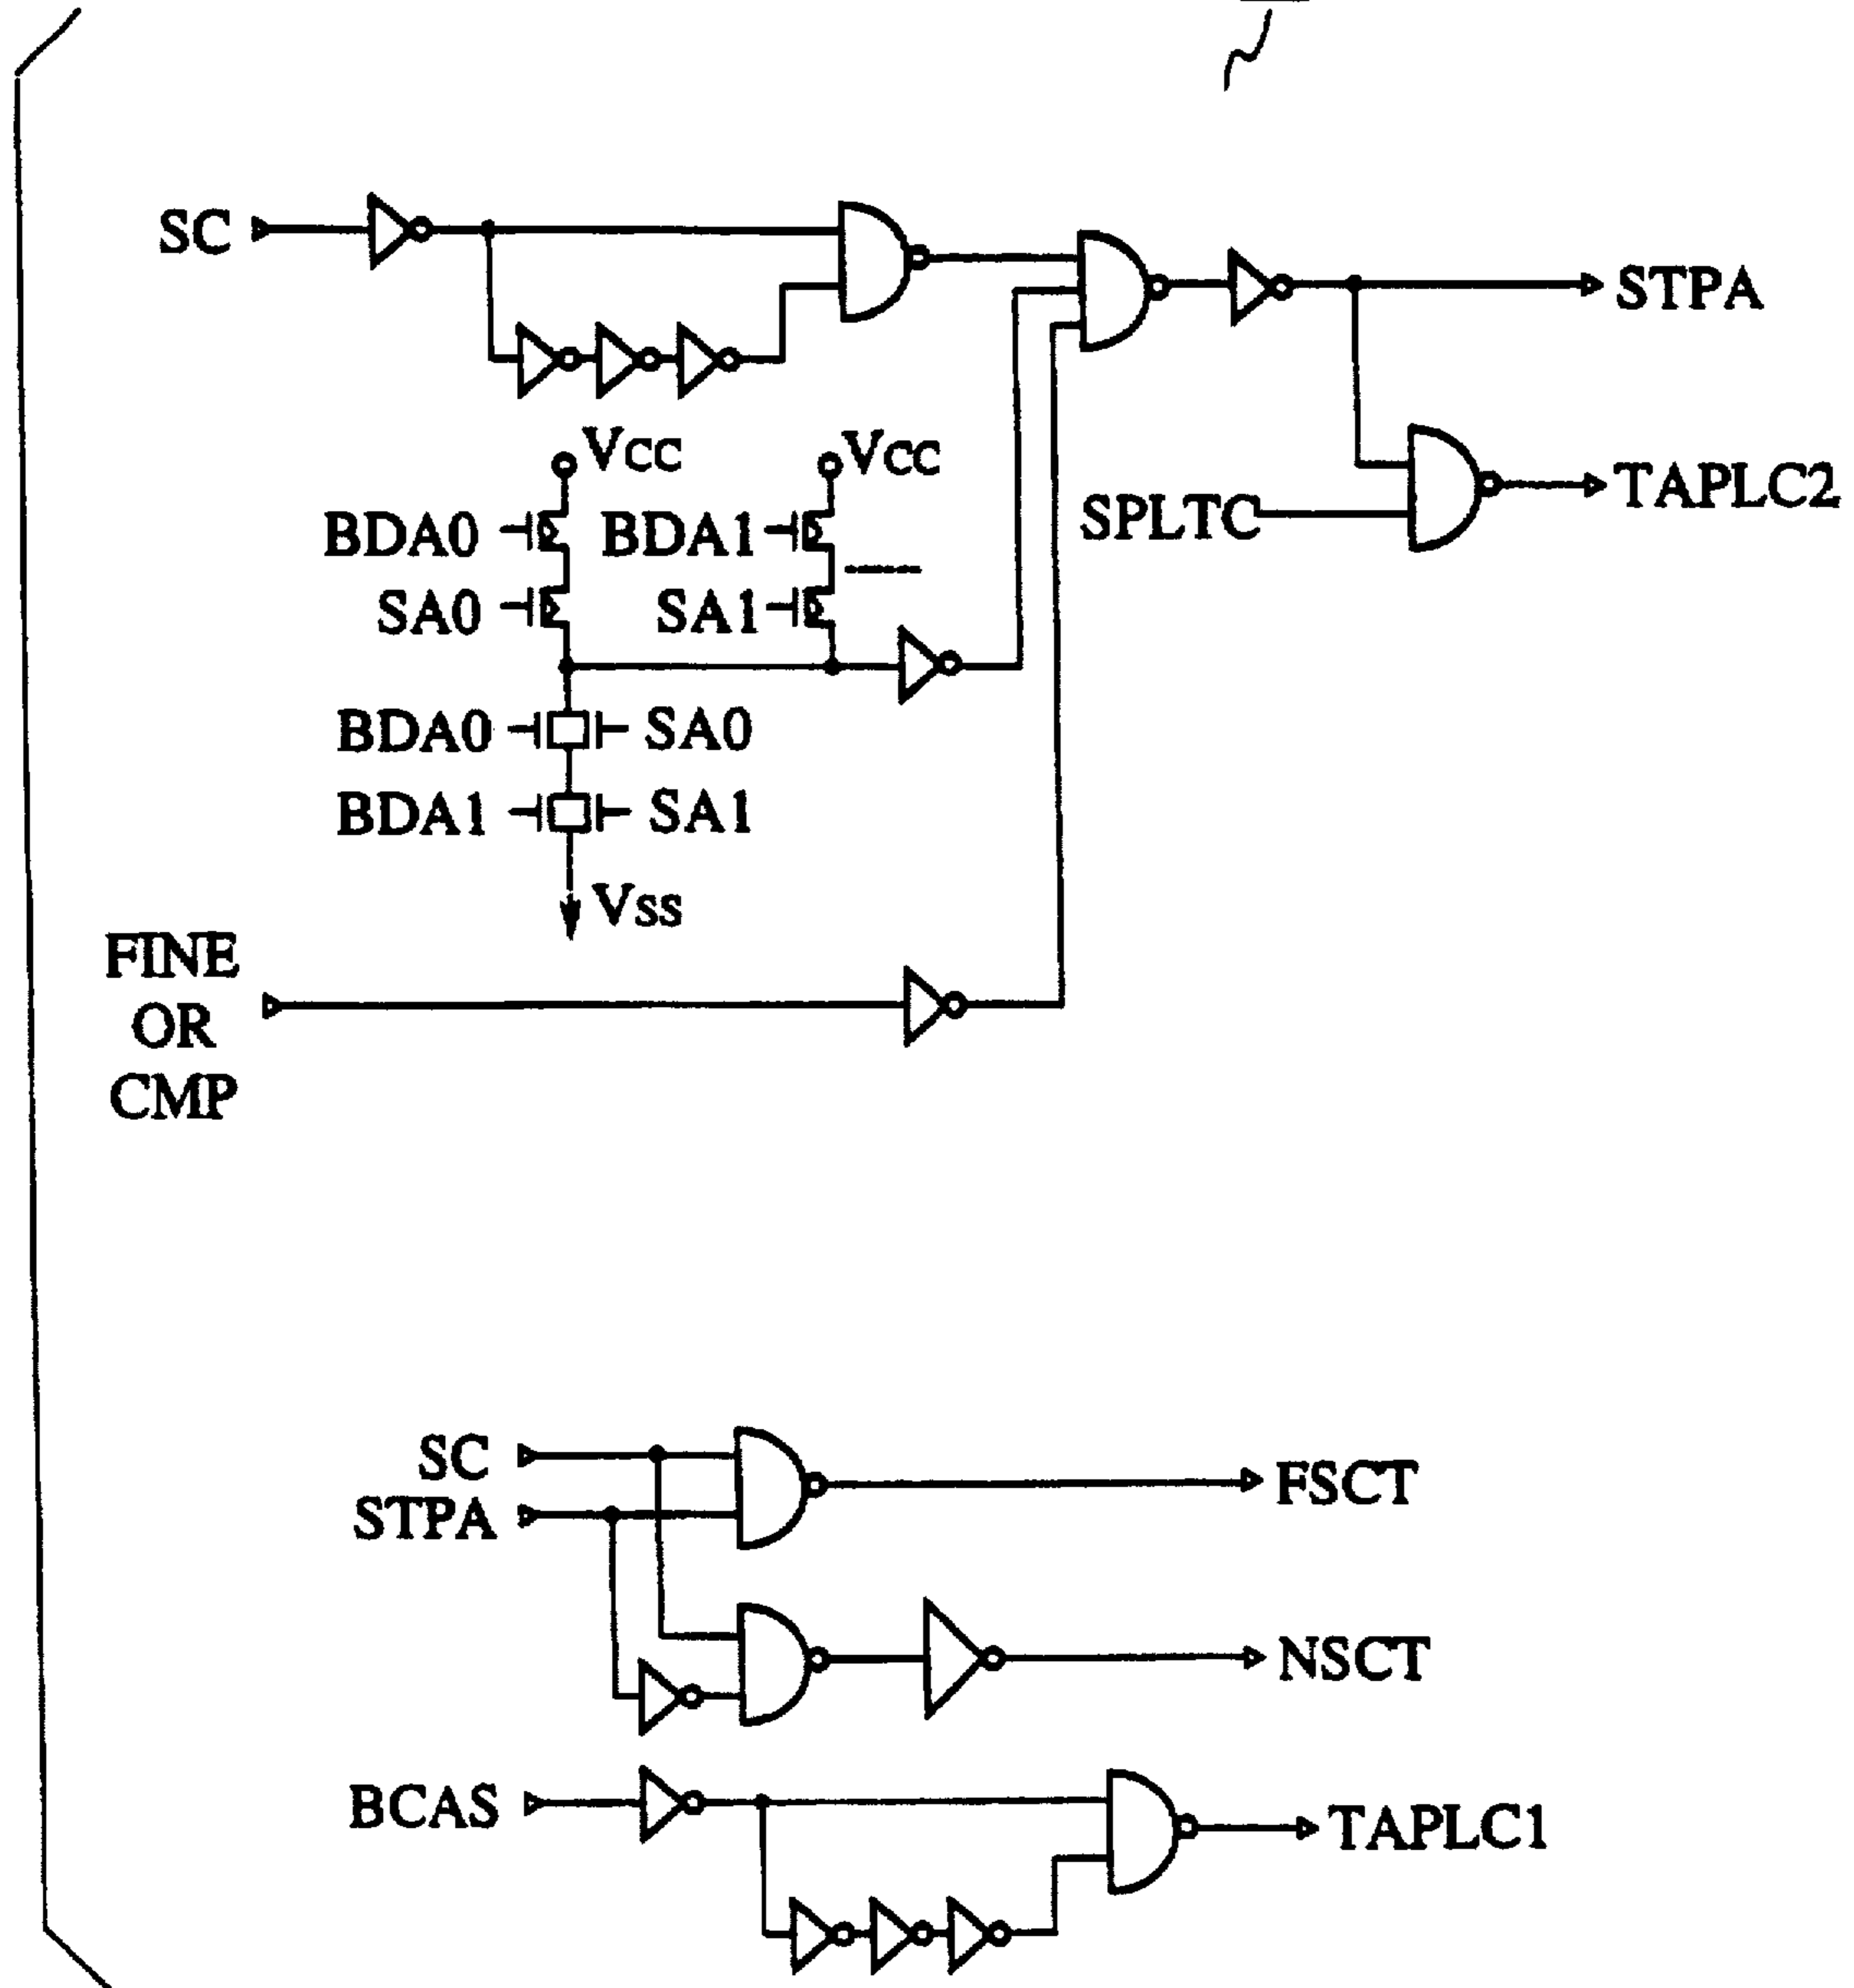 SC
STPA
VCC VCC
BDA0 BDA1
SPLTC TAPLC2
SA0 SA1
BDA0 SA0
BDA1 SA1
VSS
FINE
OR
CMP
SC FSCT
STPA
NSCT
BCAS TAPLC1